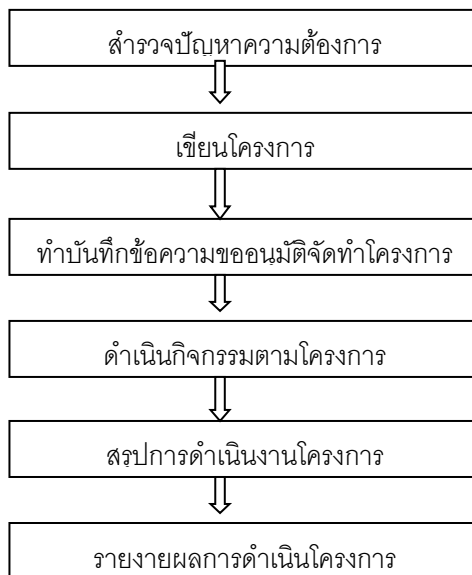 สำรวจปัญหาความต้องการ
เขียนโครงการ
ทำบันทึกข้อความขออนุมัติจัดทำโครงการ
ดำเนินกิจกรรมตามโครงการ
สรุปการดำเนินงานโครงการ
รายงายผลการดำเนินโครงการ